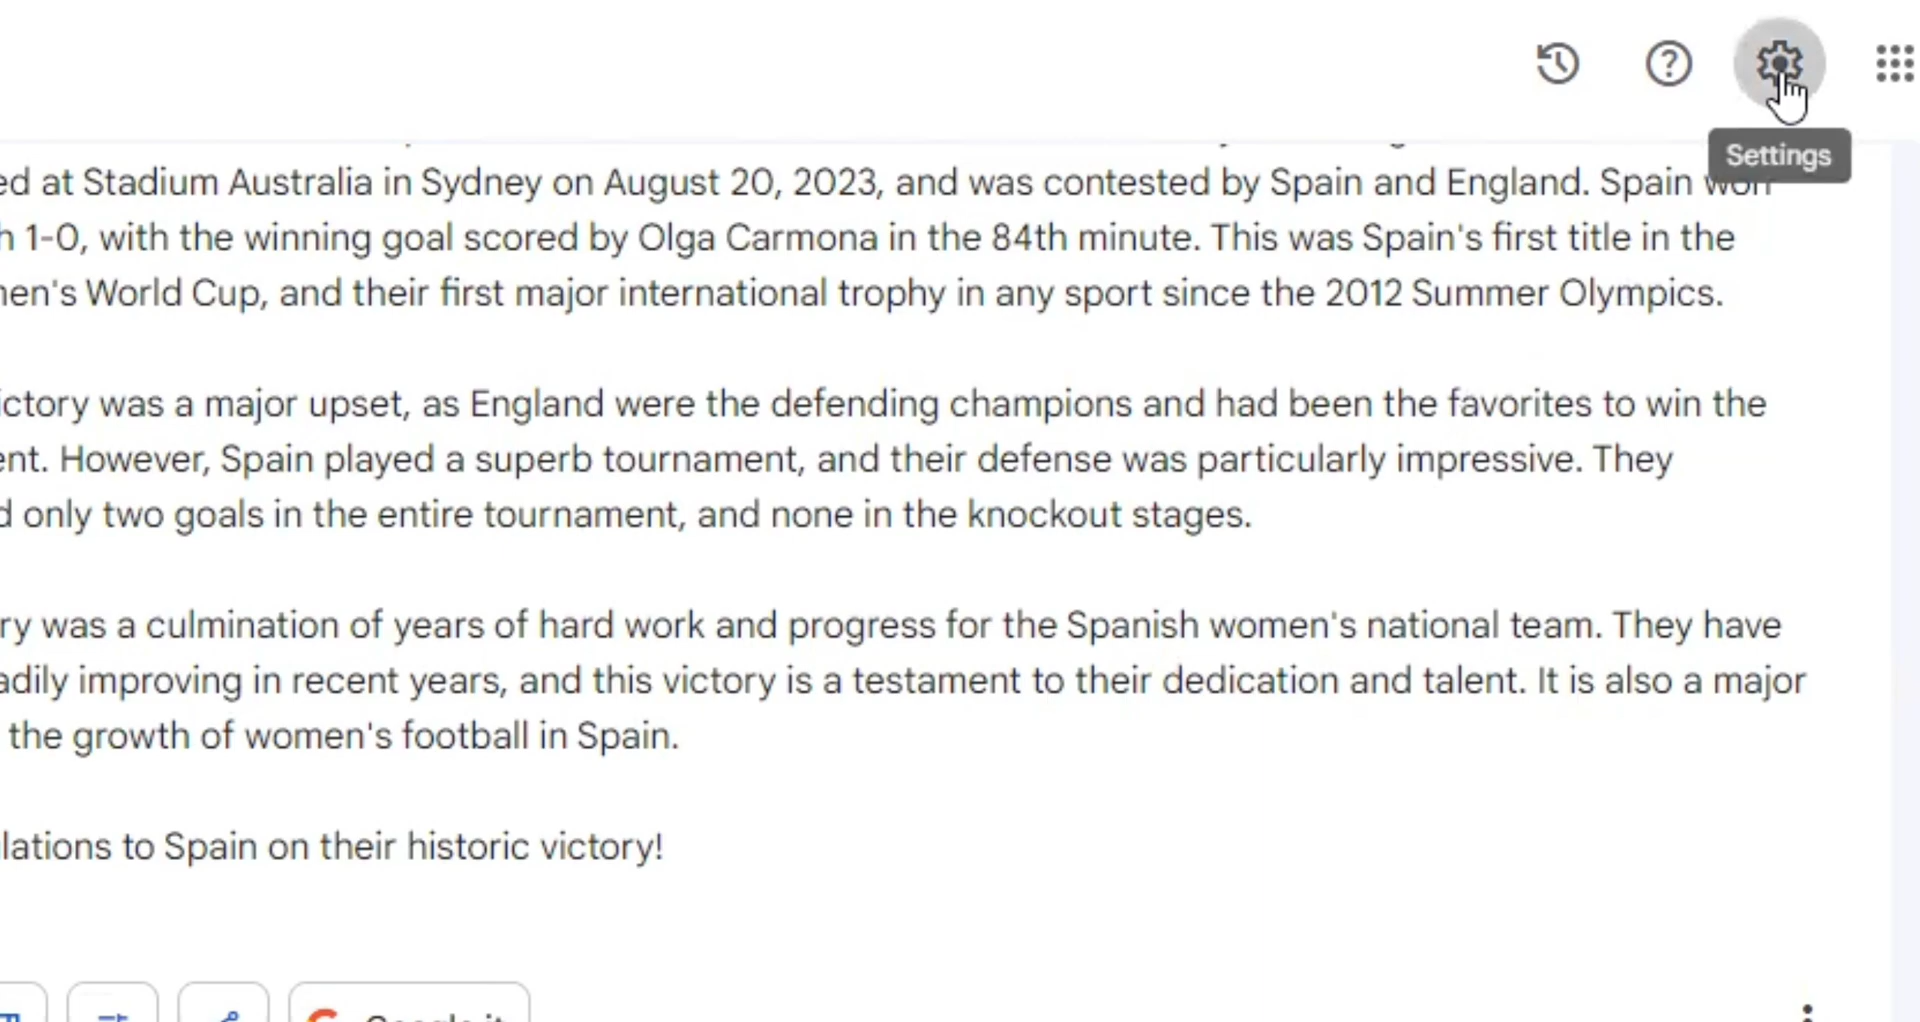 Settings
ed at Stadium Australia in Sydney on August 20, 2023, and was contested by Spain and England. Spain won
h 1-0, with the winning goal scored by Olga Carmona in the 84th minute. This was Spain's first title in the
nen's World Cup, and their first major international trophy in any sport since the 2012 Summer Olympics.
ictory was a major upset, as England were the defending champions and had been the favorites to win the
ent. However, Spain played a superb tournament, and their defense was particularly impressive. They
d only two goals in the entire tournament, and none in the knockout stages.
ry was a culmination of years of hard work and progress for the Spanish women's national team. They have
adily improving in recent years, and this victory is a testament to their dedication and talent. It is also a major
the growth of women's football in Spain.
lations to Spain on their historic victory!
Google it